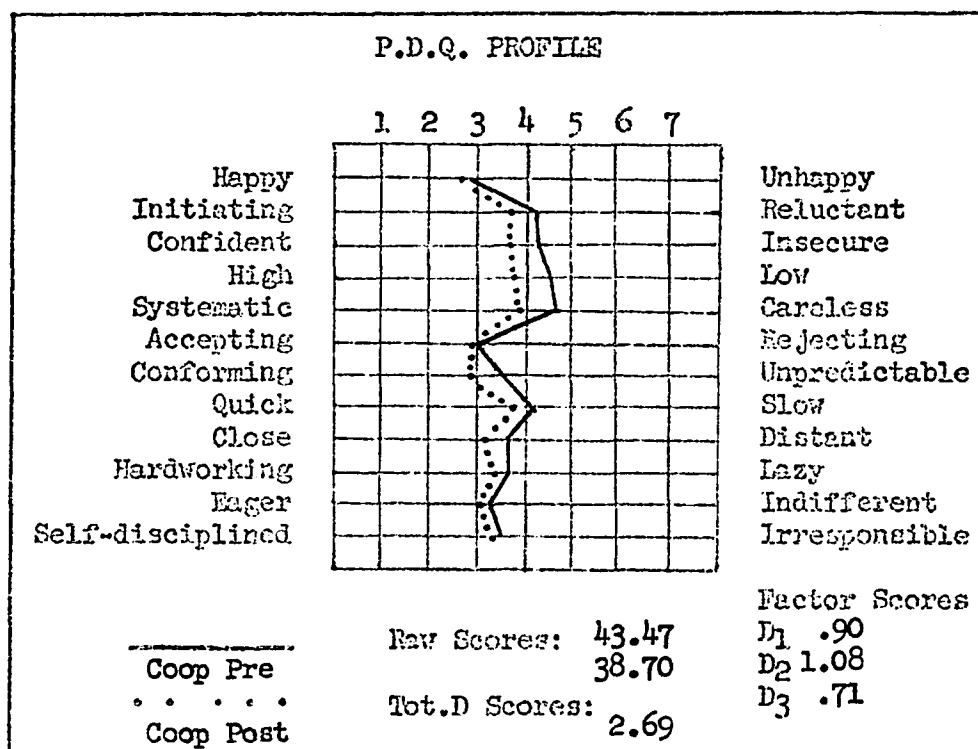 P.D.Q. PROFILE
1 2 3 4 5 6 7
Happy Unhappy
Initiating Reluctant
Confident Insecure
High Low
Systematic Careless
Accepting Rejecting
Conforming Unpredictable
Quick Slow
Close Distant
Hardworking Lazy
Eager Indifferent
Self-disciplined Irresponsible
Factor Scores
Raw Scores: 43.47 D1 .90
Coop Pre 38.70 D2 1.08
Tot.D Scores: D3 .71
Coop Post 2.69